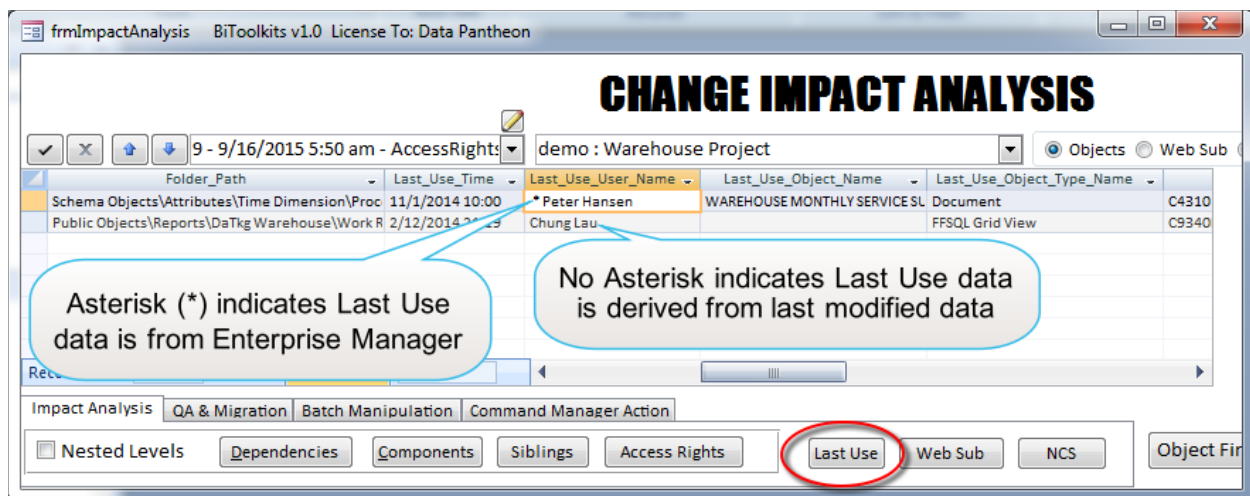 frmImpactAnalysis BiToolkits v1.0 License To: Data Pantheon
CHANGE IMPACT ANALYSIS
9 - 9/16/2015 5:50 am - AccessRights demo : Warehouse Project Objects Web Sub
Folder_Path Last_Use_Time Last_Use_User_Name Last_Use_Object_Name Last_Use_Object_Type_Name
Schema Objects\Attributes\Time Dimension\Proc 11/1/2014 10:00 * Peter Hansen WAREHOUSE MONTHLY SERVICE SU Document C4310
Public Objects\Reports\DaTkg Warehouse\Work R 2/12/2014 Chung Lau FFSQL Grid View C9340
Asterisk (*) indicates Last Use
data is from Enterprise Manager
No Asterisk indicates Last Use data
is derived from last modified data
Impact Analysis QA & Migration Batch Manipulation Command Manager Action
Nested Levels Dependencies Components Siblings Access Rights Last Use Web Sub NCS Object Fir